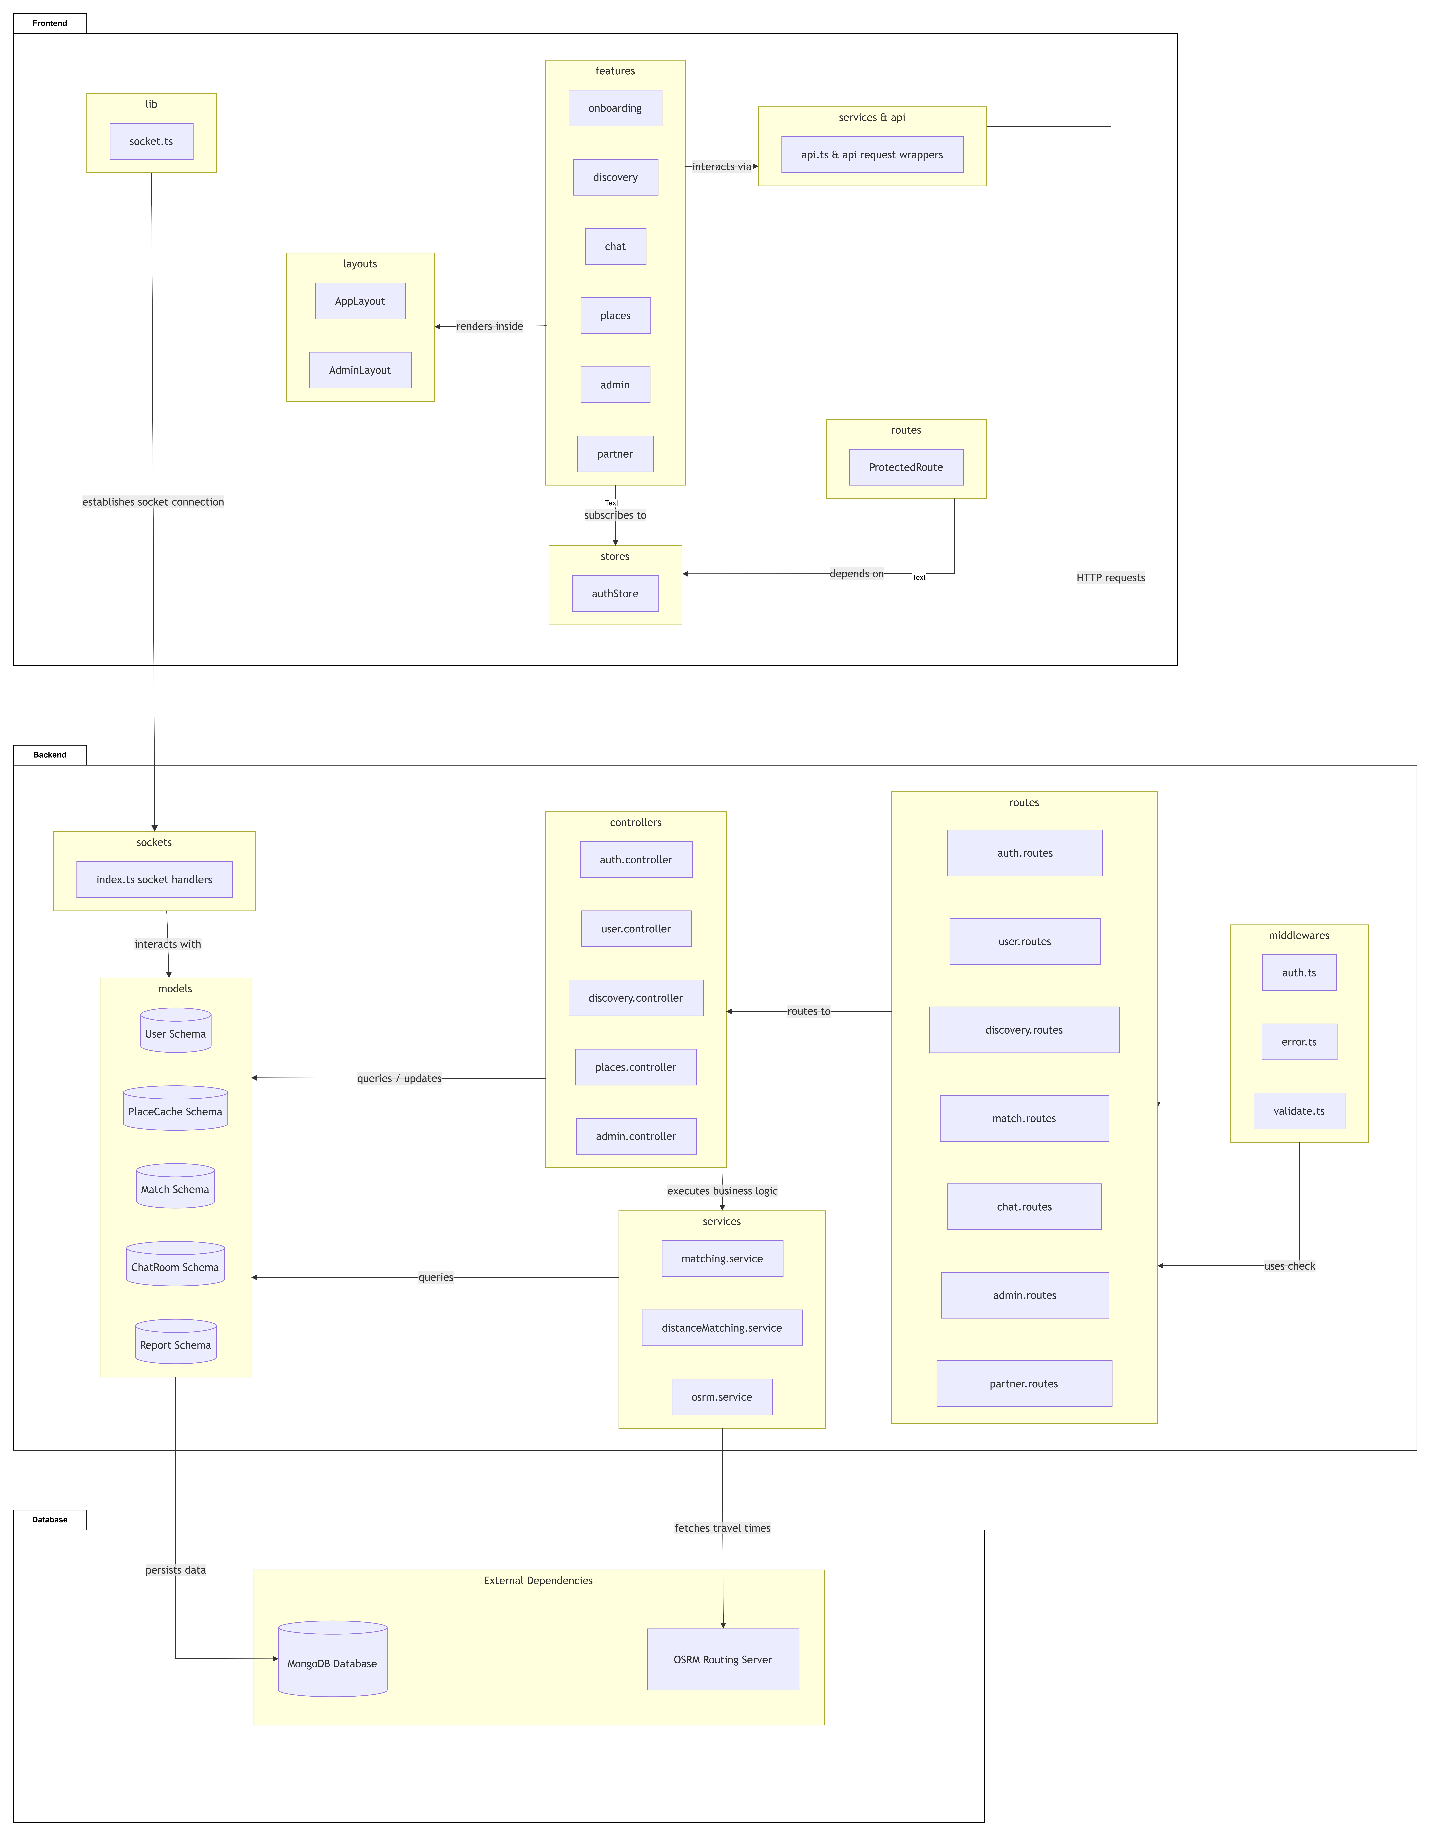 Frontend
lib
socket.ts
features
onboarding
discovery
chat
places
admin
partner
services & api
api.ts & api request wrappers
interacts via
layouts
AppLayout
AdminLayout
renders inside
routes
ProtectedRoute
establishes socket connection
Text
subscribes to
stores
authStore
depends on
Text
HTTP requests
Backend
sockets
index.ts socket handlers
interacts with
models
User Schema
PlaceCache Schema
Match Schema
ChatRoom Schema
Report Schema
controllers
auth.controller
user.controller
discovery.controller
places.controller
admin.controller
queries / updates
executes business logic
services
matching.service
distanceMatching.service
osrm.service
queries
routes to
routes
auth.routes
user.routes
discovery.routes
match.routes
chat.routes
admin.routes
partner.routes
middlewares
auth.ts
error.ts
validate.ts
uses check
Database
persists data
fetches travel times
External Dependencies
MongoDB Database
OSRM Routing Server